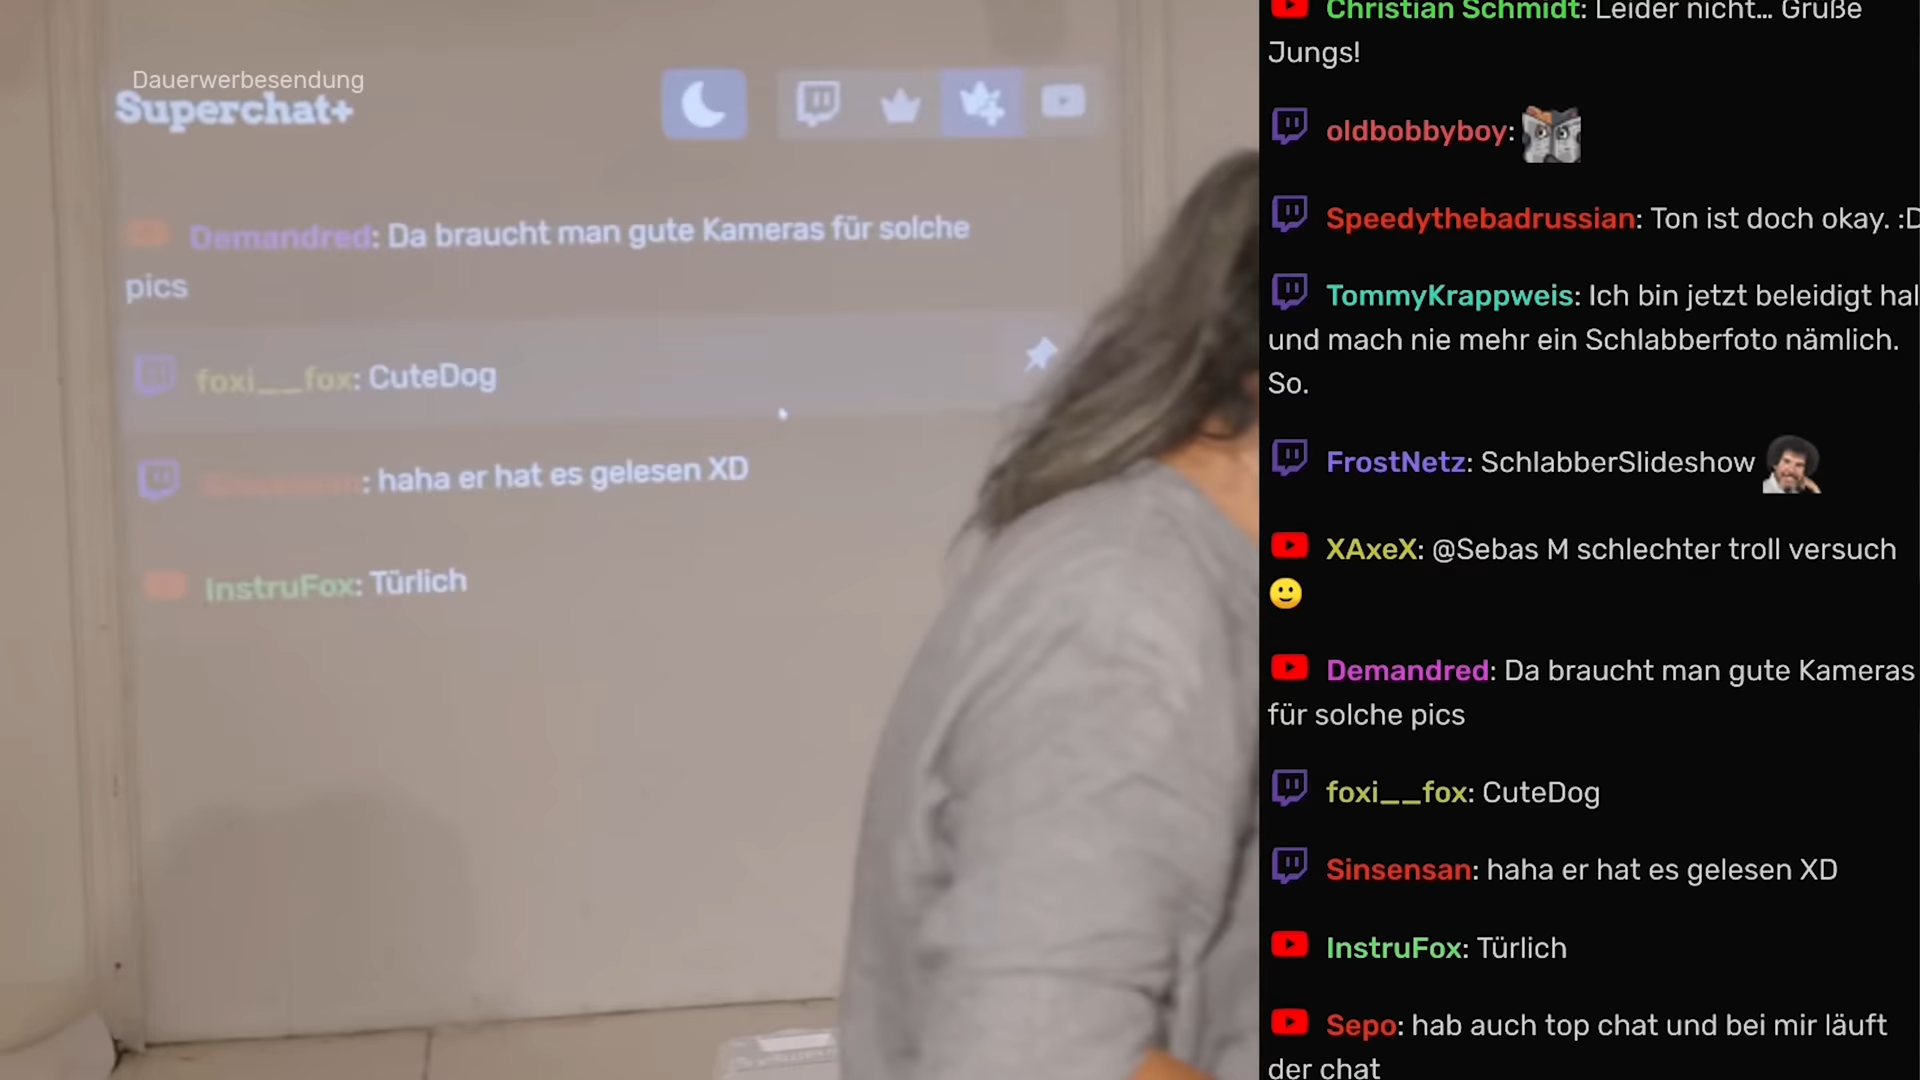 Dauerwerbesendung
Superchat+
Demandred: Da braucht man gute Kameras für solche
pics
foxi__fox: CuteDog
: haha er hat es gelesen XD
InstruFox: Türlich
Christian Schmidt: Leider nicht... Grüße
Jungs!
oldbobbyboy:
Speedythebadrussian: Ton ist doch okay. :D
TommyKrappweis: Ich bin jetzt beleidigt hal
und mach nie mehr ein Schlabberfoto nämlich.
So.
FrostNetz: SchlabberSlideshow
XAxeX: @Sebas M schlechter troll versuch
🙂
Demandred: Da braucht man gute Kameras
für solche pics
foxi__fox: CuteDog
Sinsensan: haha er hat es gelesen XD
InstruFox: Türlich
Sepo: hab auch top chat und bei mir läuft
der chat